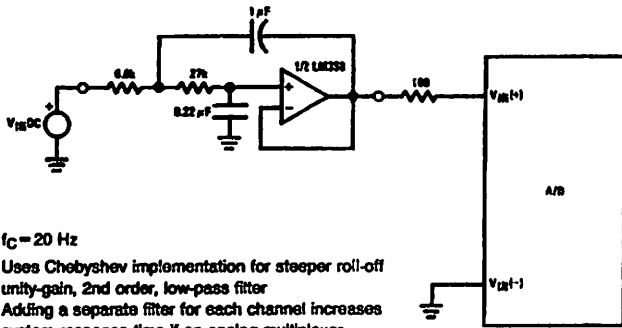 1 µF
1/2 LM358
27k
100
+
+
-
0.22 µF
V_IN DC
V_IN(+)
A/D
V_IN(-)
f_C = 20 Hz
Uses Chebyshev implementation for steeper roll-off
unity-gain, 2nd order, low-pass filter
Adding a separate filter for each channel increases